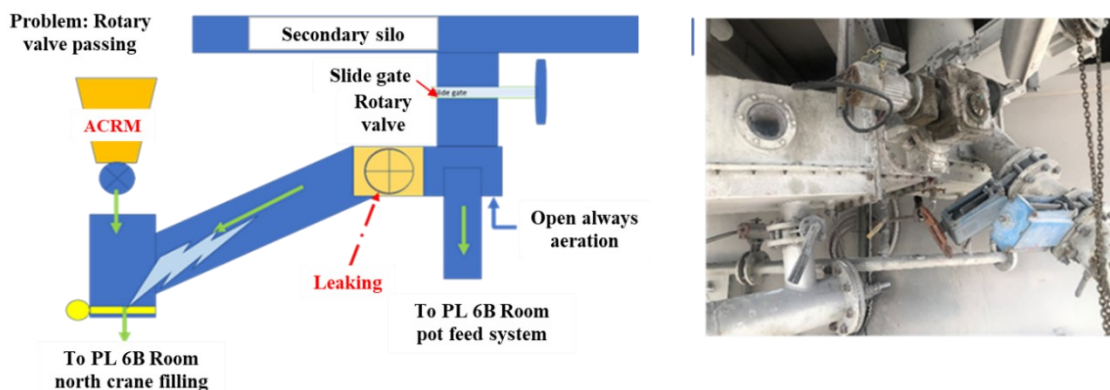 Problem: Rotary
valve passing
Secondary silo
Slide gate
lide gate
Rotary
valve
ACRM
Open always
aeration
Leaking
To PL 6B Room
pot feed system
To PL 6B Room
north crane filling